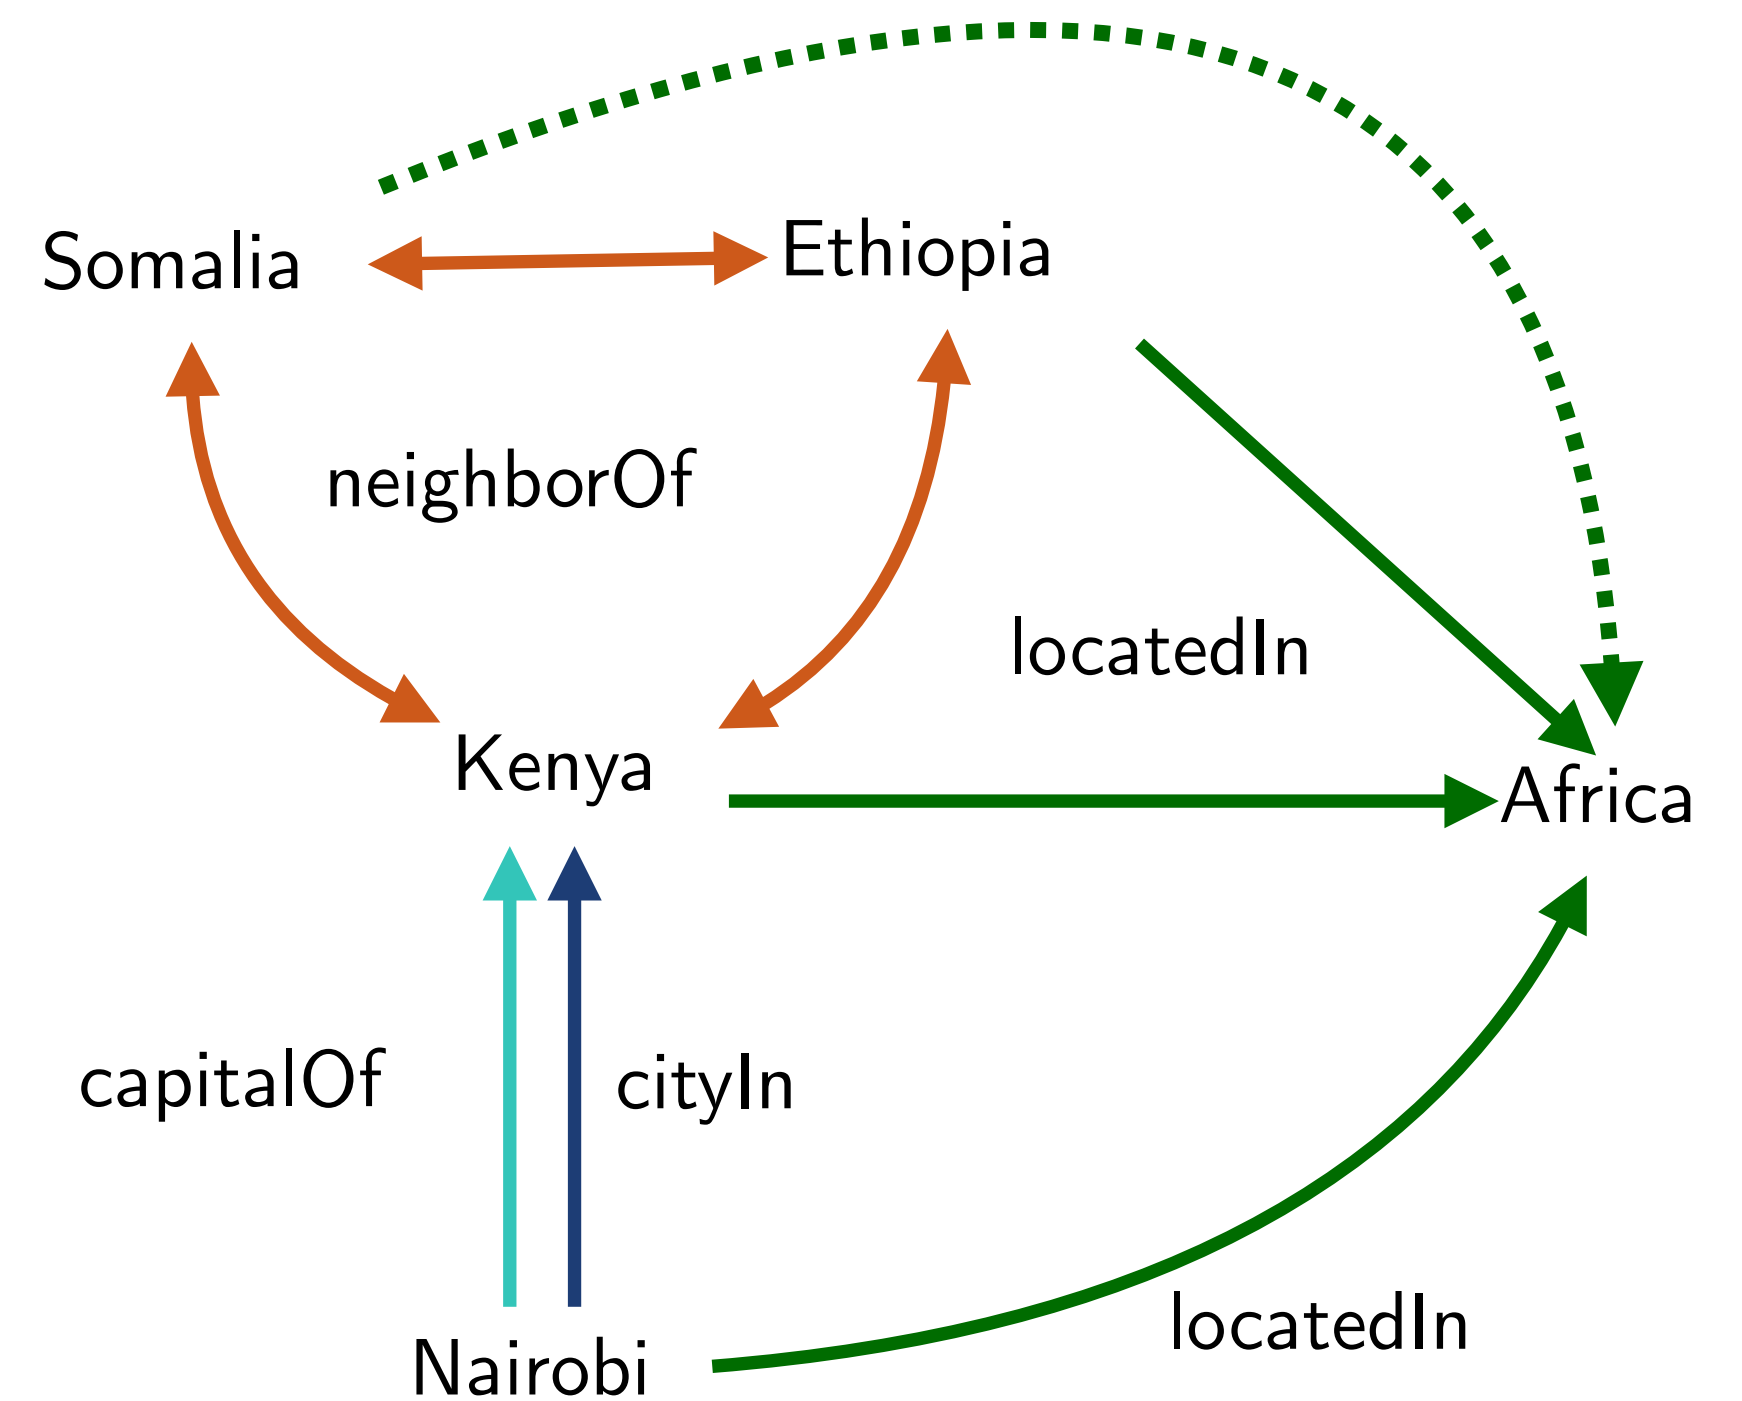 Somalia
Ethiopia
neighborOf
locatedIn
Kenya
Africa
capitalOf
cityIn
locatedIn
Nairobi